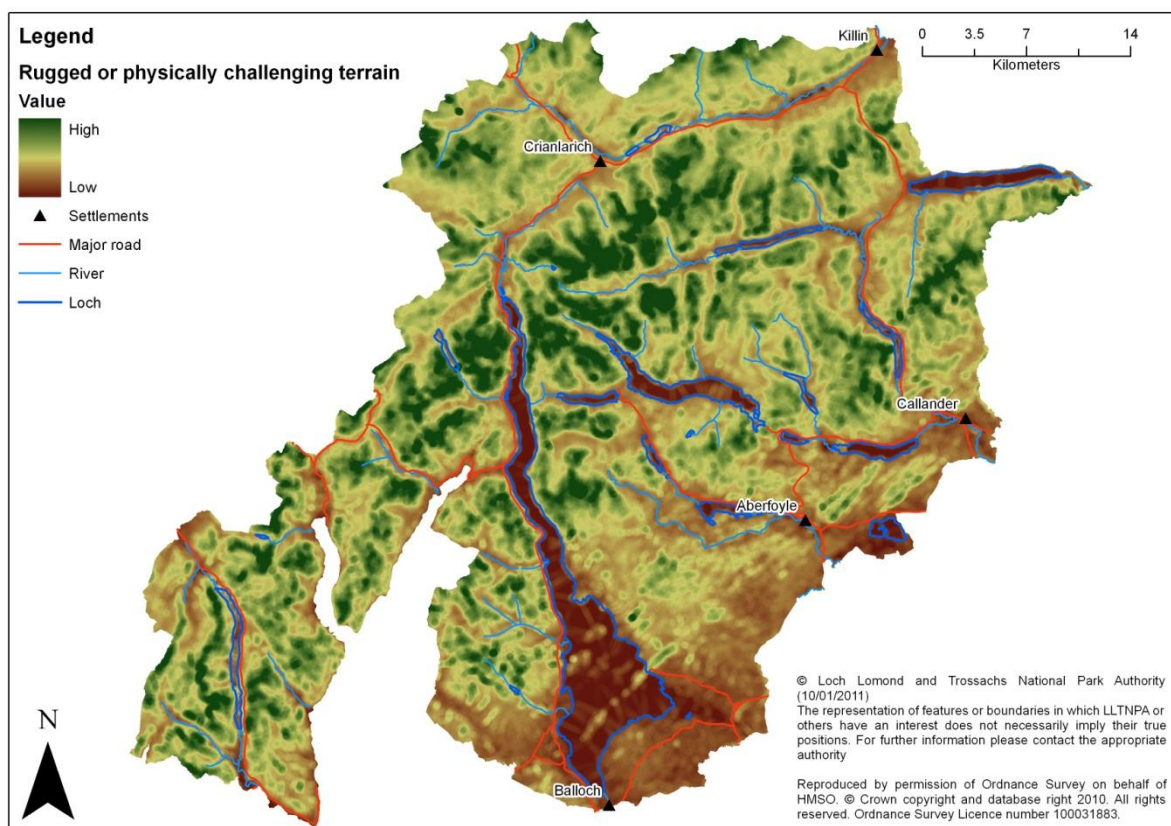 Legend
Rugged or physically challenging terrain
Value
High
Low
Settlements
Major road
River
Loch
Killin
0 3.5 7 14
Kilometers
Crianlarich
Callander
Aberfoyle
Balloch
N
© Loch Lomond and Trossachs National Park Authority
(10/01/2011)
The representation of features or boundaries in which LLTNPA or
others have an interest does not necessarily imply their true
positions. For further information please contact the appropriate
authority
Reproduced by permission of Ordnance Survey on behalf of
HMSO. © Crown copyright and database right 2010. All rights
reserved. Ordnance Survey Licence number 100031883.